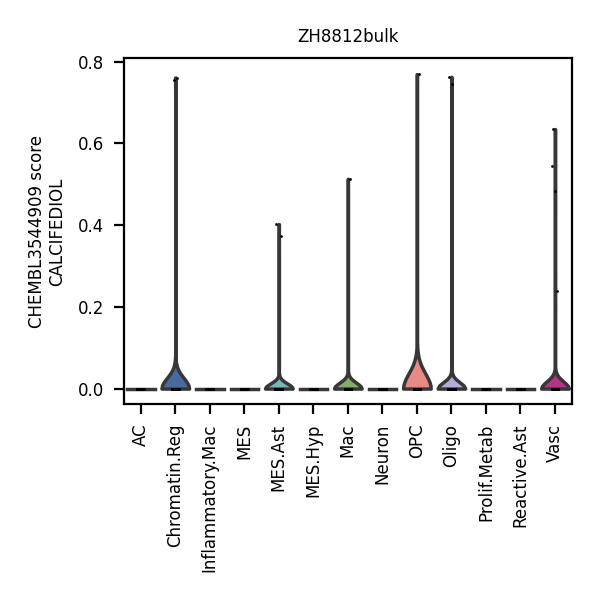 ZH8812bulk
CHEMBL3544909 score
CALCIFEDIOL
0.8
0.6
0.4
0.2
0.0
AC
Chromatin.Reg
Inflammatory.Mac
MES
MES.Ast
MES.Hyp
Mac
Neuron
OPC
Oligo
Prolif.Metab
Reactive.Ast
Vasc